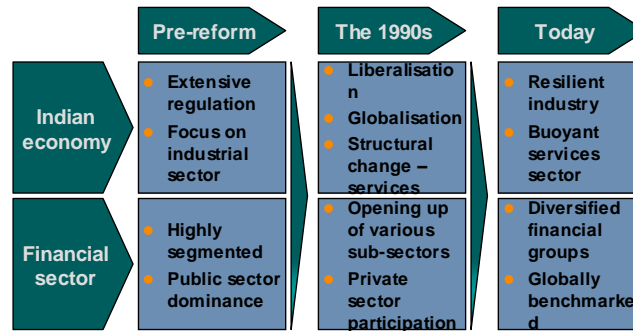 Pre-reform
The 1990s
Today
Indian
economy
Extensive
regulation
Focus on
industrial
sector
Liberalisatio
n
Globalisation
Structural
change –
services
Resilient
industry
Buoyant
services
sector
Financial
sector
Highly
segmented
Public sector
dominance
Opening up
of various
sub-sectors
Private
sector
participation
Diversified
financial
groups
Globally
benchmarke
d